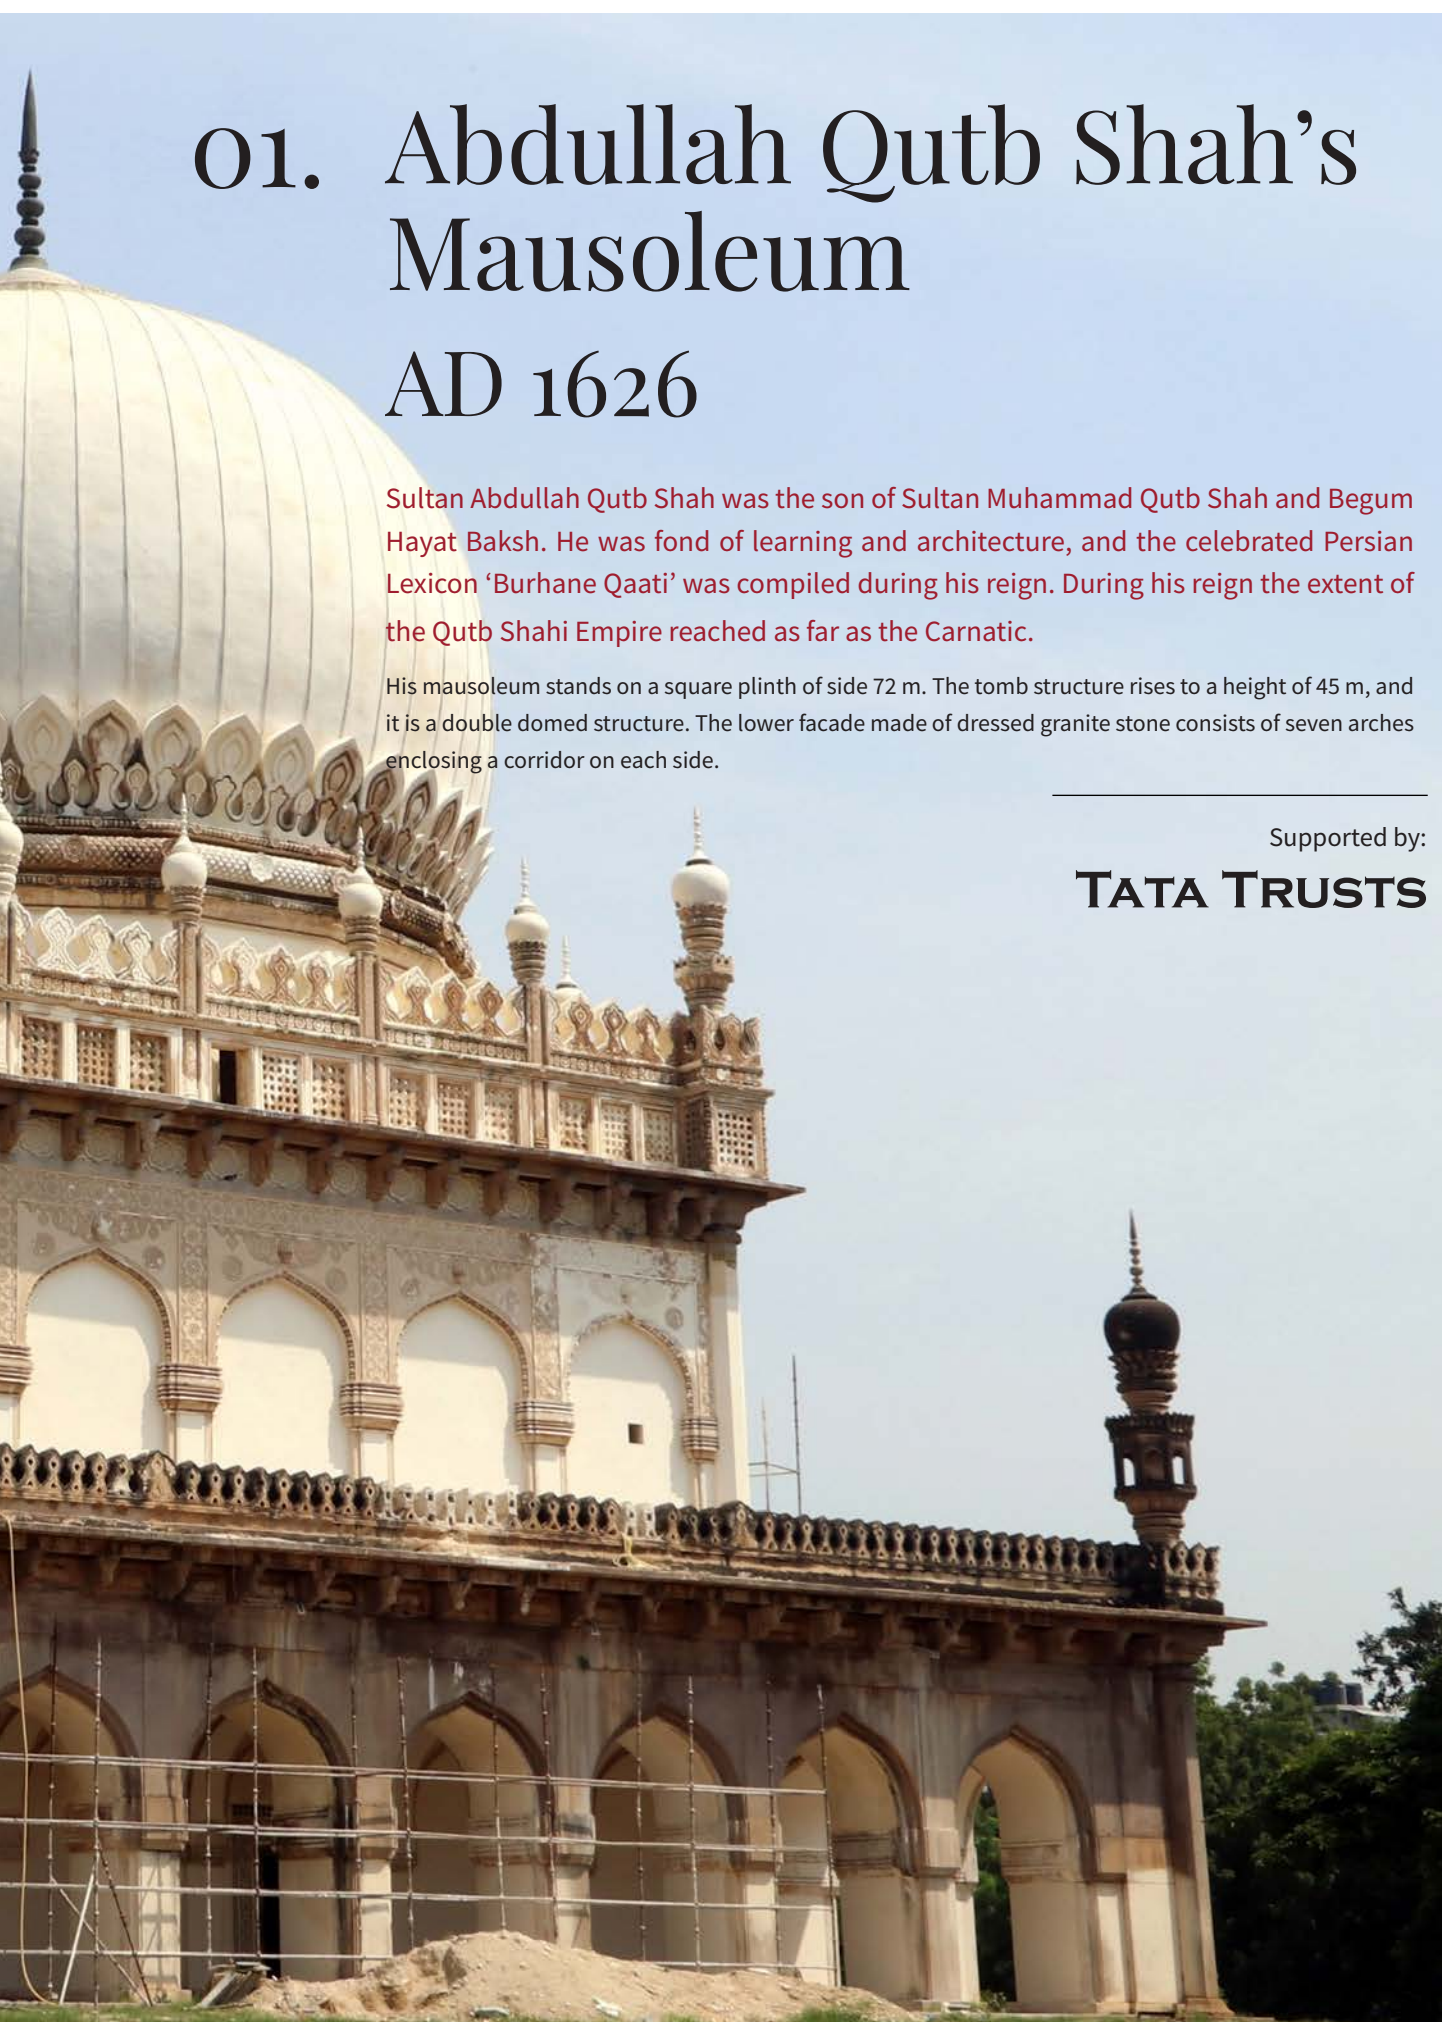 01. Abdullah Qutb Shah’s
Mausoleum
AD 1626
Sultan Abdullah Qutb Shah was the son of Sultan Muhammad Qutb Shah and Begum
Hayat Baksh. He was fond of learning and architecture, and the celebrated Persian
Lexicon ‘Burhane Qaati’ was compiled during his reign. During his reign the extent of
the Qutb Shahi Empire reached as far as the Carnatic.
His mausoleum stands on a square plinth of side 72 m. The tomb structure rises to a height of 45 m, and
it is a double domed structure. The lower facade made of dressed granite stone consists of seven arches
enclosing a corridor on each side.
Supported by:
TATA TRUSTS